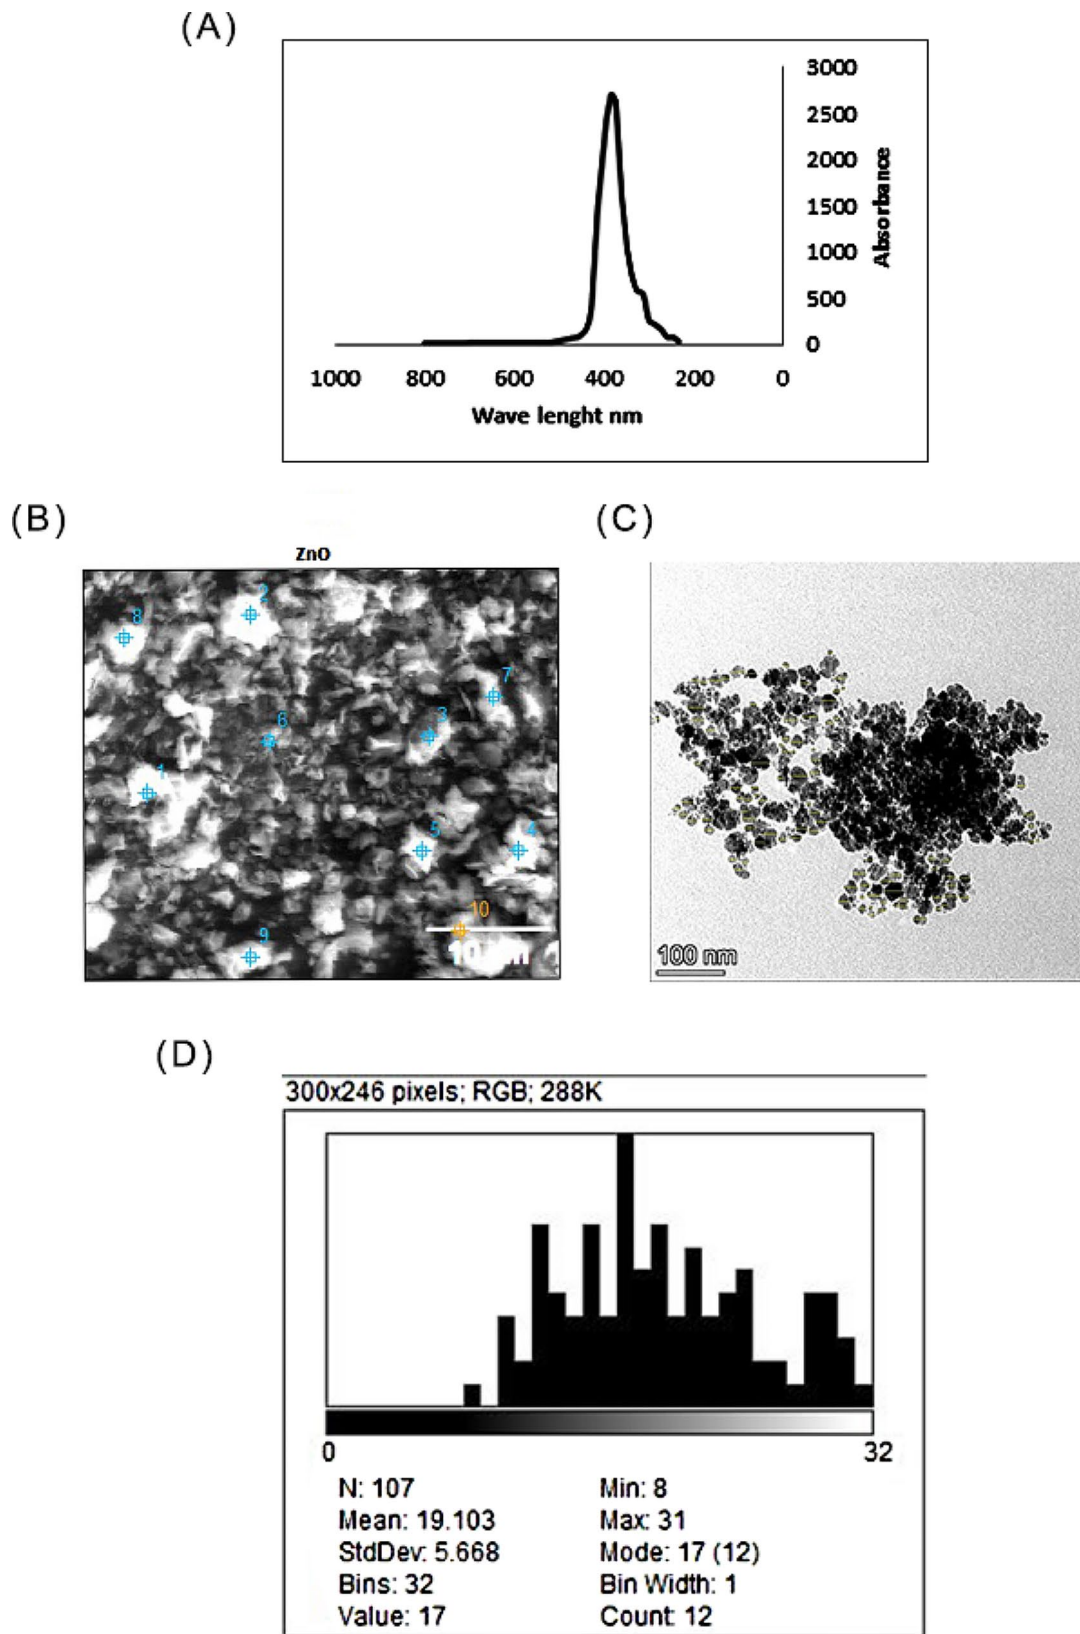 (A)
3000
2500
2000
1500
1000
500
0
Absorbance
1000 800 600 400 200 0
Wave lenght nm
(B)
(C)
ZnO
2
8
7
6
3
1
5
4
10
9
100 nm
(D)
300x246 pixels; RGB; 288K
0 32
N: 107 Min: 8
Mean: 19.103 Max: 31
StdDev: 5.668 Mode: 17 (12)
Bins: 32 Bin Width: 1
Value: 17 Count: 12